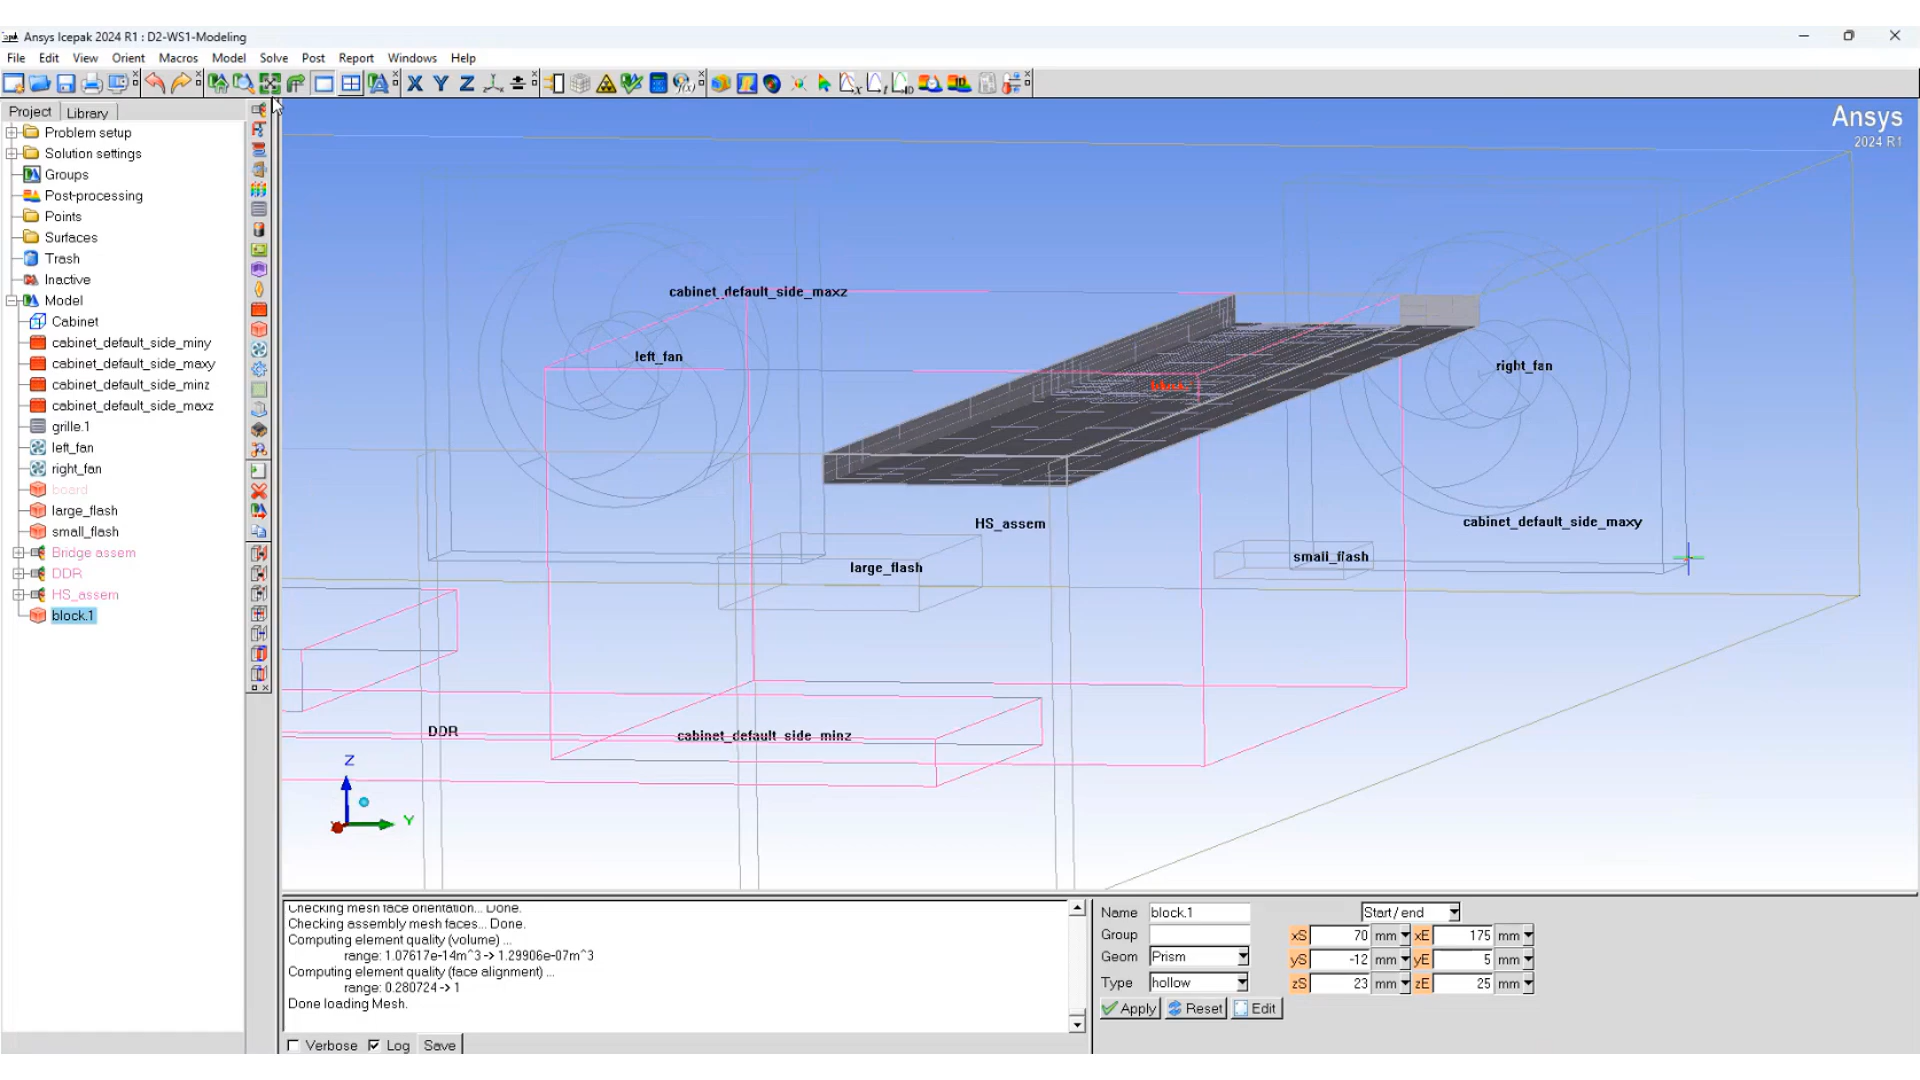 Ansys Icepak 2024 R1 : D2-WS1-Modeling
File Edit View Orient Macros Model Solve Post Report Windows Help
X Y Z
Project Library
Problem setup
Solution settings
Groups
Post-processing
Points
Surfaces
Trash
Inactive
Model
Cabinet
cabinet_default_side_miny
cabinet_default_side_maxy
cabinet_default_side_minz
cabinet_default_side_maxz
grille.1
left_fan
right_fan
board
large_flash
small_flash
Bridge assem
DDR
HS_assem
block.1
Ansys
2024 R1
cabinet_default_side_maxz
left_fan
right_fan
HS_assem
cabinet_default_side_maxy
large_flash
small_flash
DDR
cabinet_default_side_minz
Z
Y
Checking mesh face orientation... Done.
Checking assembly mesh faces... Done.
Computing element quality (volume) ...
range: 1.07617e-14m^3 -> 1.29906e-07m^3
Computing element quality (face alignment) ...
range: 0.280724 -> 1
Done loading Mesh.
Verbose Log Save
Name block.1 Start / end
Group xS 70 mm xE 175 mm
Geom Prism yS -12 mm yE 5 mm
Type hollow zS 23 mm zE 25 mm
Apply Reset Edit